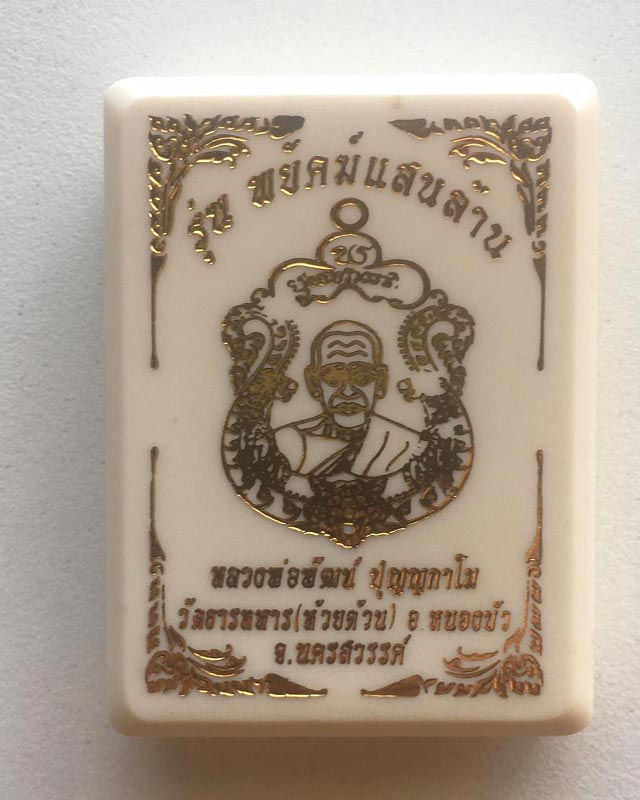 รุ่น พยัคฆ์แสนล้าน
หลวงพ่อพัฒน์ ปุญญกาโม
วัดธารทหาร(ห้วยด้วน) อ.หนองบัว
จ.นครสวรรค์